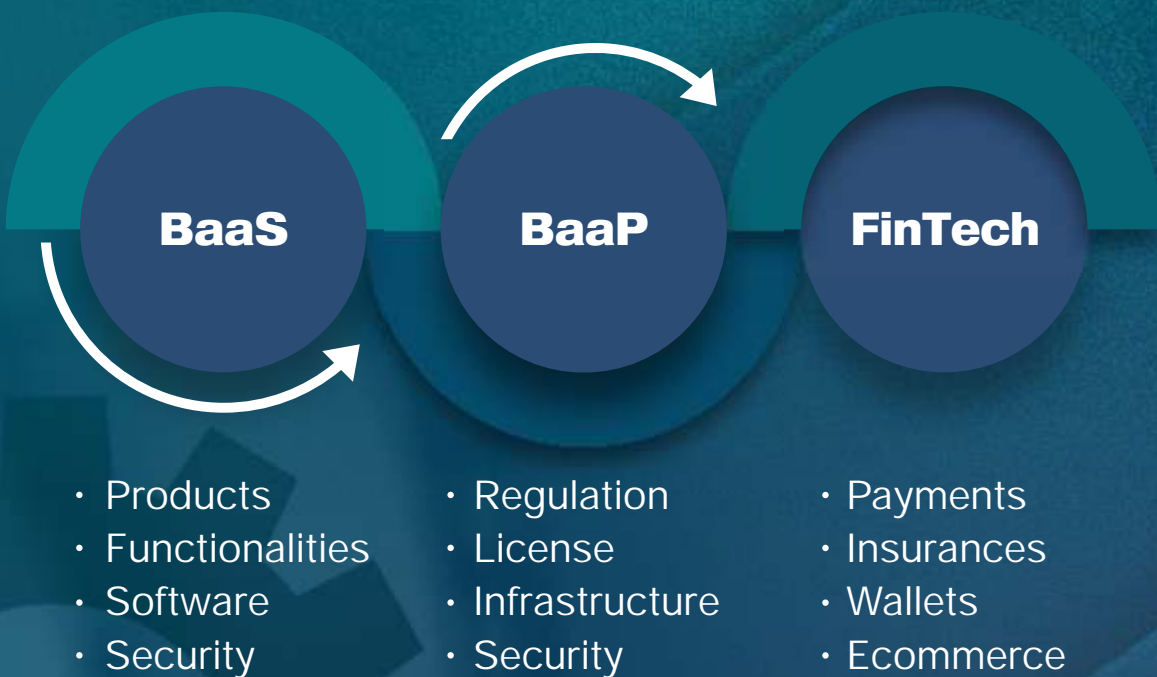 BaaS
BaaP
FinTech
· Products
· Functionalities
· Software
· Security
· Regulation
· License
· Infrastructure
· Security
· Payments
· Insurances
· Wallets
· Ecommerce